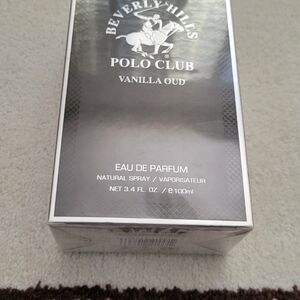 BEVERLY HILLS
POLO CLUB
VANILLA OUD
EAU DE PARFUM
NATURAL SPRAY / VAPORISATEUR
NET 3.4 FL. OZ. / ℮100ml